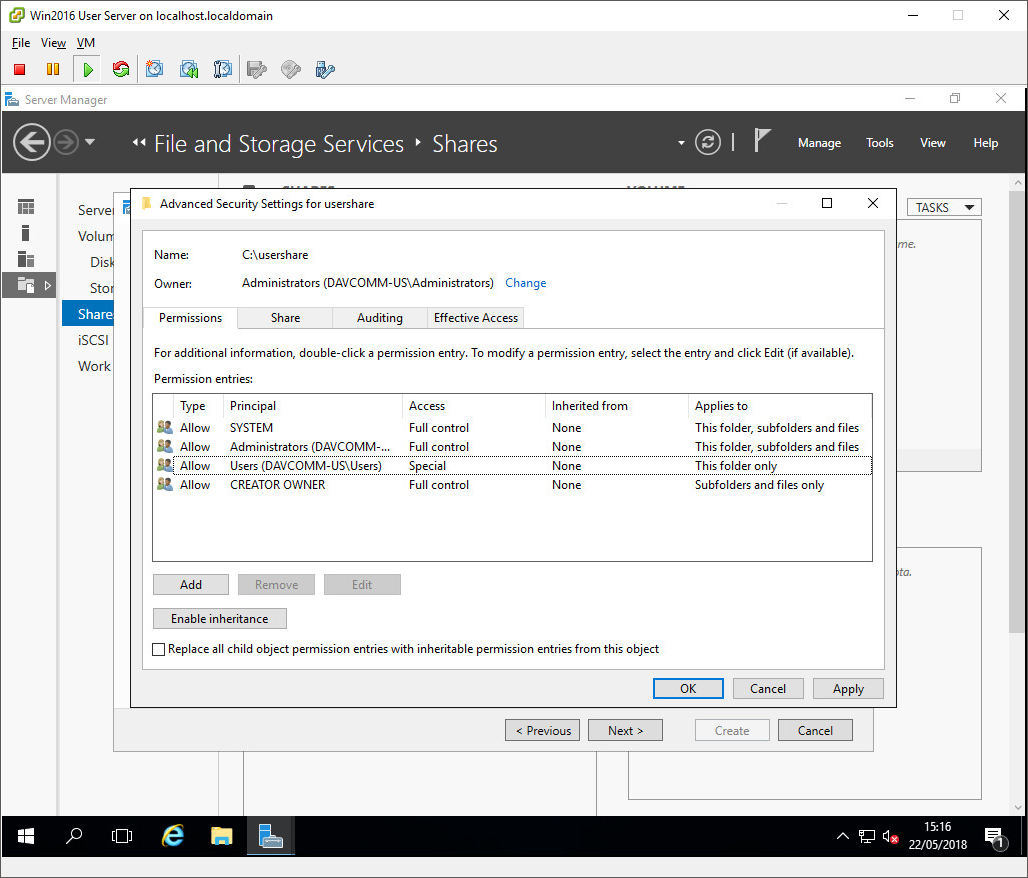 Win2016 User Server on localhost.localdomain
File View VM
Server Manager
File and Storage Services Shares
Manage Tools View Help
SHARES VOLUME
TASKS
Server
Volum
Disk
Stor
Shares
iSCSI
Work
me.
ota.
Advanced Security Settings for usershare
Name: C:\usershare
Owner: Administrators (DAVCOMM-US\Administrators) Change
Permissions Share Auditing Effective Access
For additional information, double-click a permission entry. To modify a permission entry, select the entry and click Edit (if available).
Permission entries:
Type Principal Access Inherited from Applies to
Allow SYSTEM Full control None This folder, subfolders and files
Allow Administrators (DAVCOMM-... Full control None This folder, subfolders and files
Allow Users (DAVCOMM-US\Users) Special None This folder only
Allow CREATOR OWNER Full control None Subfolders and files only
Add Remove Edit
Enable inheritance
Replace all child object permission entries with inheritable permission entries from this object
OK Cancel Apply
< Previous Next > Create Cancel
15:16
22/05/2018
1